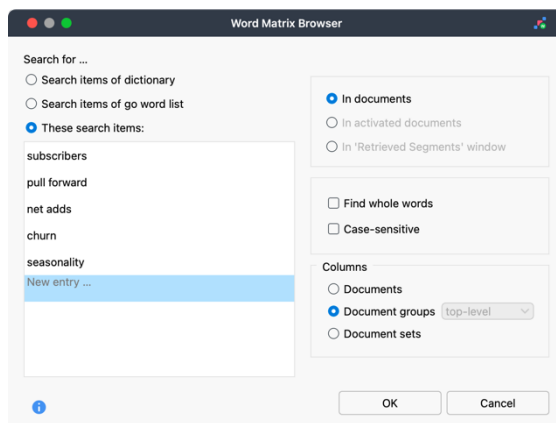 Word Matrix Browser
Search for ...
Search items of dictionary
Search items of go word list
These search items:
subscribers
pull forward
net adds
churn
seasonality
New entry ...
In documents
In activated documents
In 'Retrieved Segments' window
Find whole words
Case-sensitive
Columns
Documents
Document groups top-level
Document sets
OK Cancel